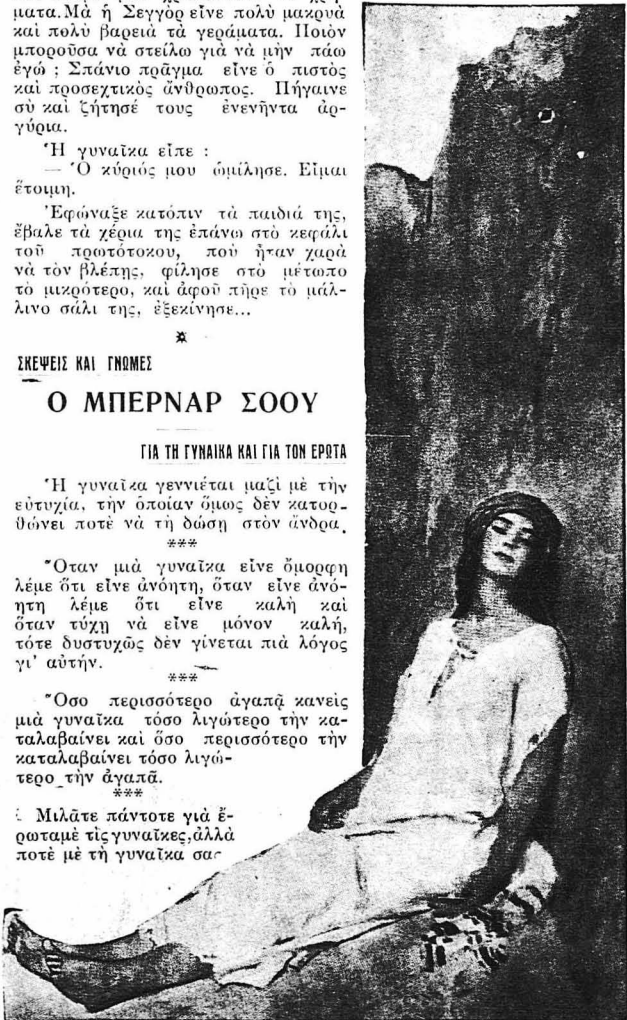 ματα.Μὰ ἡ Σεγγὸρ εἶνε πολὺ μακρυὰ
καὶ πολὺ βαρειὰ τὰ γεράματα. Ποιὸν
μποροῦσα νὰ στείλω γιὰ νὰ μὴν πάω
ἐγώ ; Σπάνιο πρᾶγμα εἶνε ὁ πιστὸς
καὶ προσεχτικὸς ἄνθρωπος. Πήγαινε
σὺ καὶ ζήτησέ τους ἐνενῆντα ἀρ-
γύρια.
Ἡ γυναῖκα εἶπε :
— Ὁ κύριός μου ὡμίλησε. Εἶμαι
ἕτοιμη.
Ἐφώναξε κατόπιν τὰ παιδιά της,
ἔβαλε τὰ χέρια της ἐπάνω στὸ κεφάλι
τοῦ πρωτότοκου, ποὺ ἦταν χαρὰ
νὰ τὸν βλέπῃς, φίλησε στὸ μέτωπο
τὸ μικρότερο, καὶ ἀφοῦ πῆρε τὸ μάλ-
λινο σάλι της, ἐξεκίνησε...
ΣΚΕΨΕΙΣ ΚΑΙ ΓΝΩΜΕΣ
Ο ΜΠΕΡΝΑΡ ΣΟΟΥ
ΓΙΑ ΤΗ ΓΥΝΑΙΚΑ ΚΑΙ ΓΙΑ ΤΟΝ ΕΡΩΤΑ
Ἡ γυναῖκα γεννιέται μαζὶ μὲ τὴν
εὐτυχία, τὴν ὁποίαν ὅμως δὲν κατορ-
θώνει ποτὲ νὰ τὴ δώσῃ στὸν ἄνδρα.
***
Ὅταν μιὰ γυναῖκα εἶνε ὄμορφη
λέμε ὅτι εἶνε ἀνόητη, ὅταν εἶνε ἀνό-
ητη λέμε ὅτι εἶνε καλὴ καὶ
ὅταν τύχῃ νὰ εἶνε μόνον καλή,
τότε δυστυχῶς δὲν γίνεται πιὰ λόγος
γι' αὐτήν.
***
Ὅσο περισσότερο ἀγαπᾷ κανεὶς
μιὰ γυναῖκα τόσο λιγώτερο τὴν κα-
ταλαβαίνει καὶ ὅσο περισσότερο τὴν
καταλαβαίνει τόσο λιγώ-
τερο τὴν ἀγαπᾶ.
***
Μιλᾶτε πάντοτε γιὰ ἔ-
ρωταμὲ τὶςγυναῖκες,ἀλλὰ
ποτὲ μὲ τὴ γυναῖκα σας